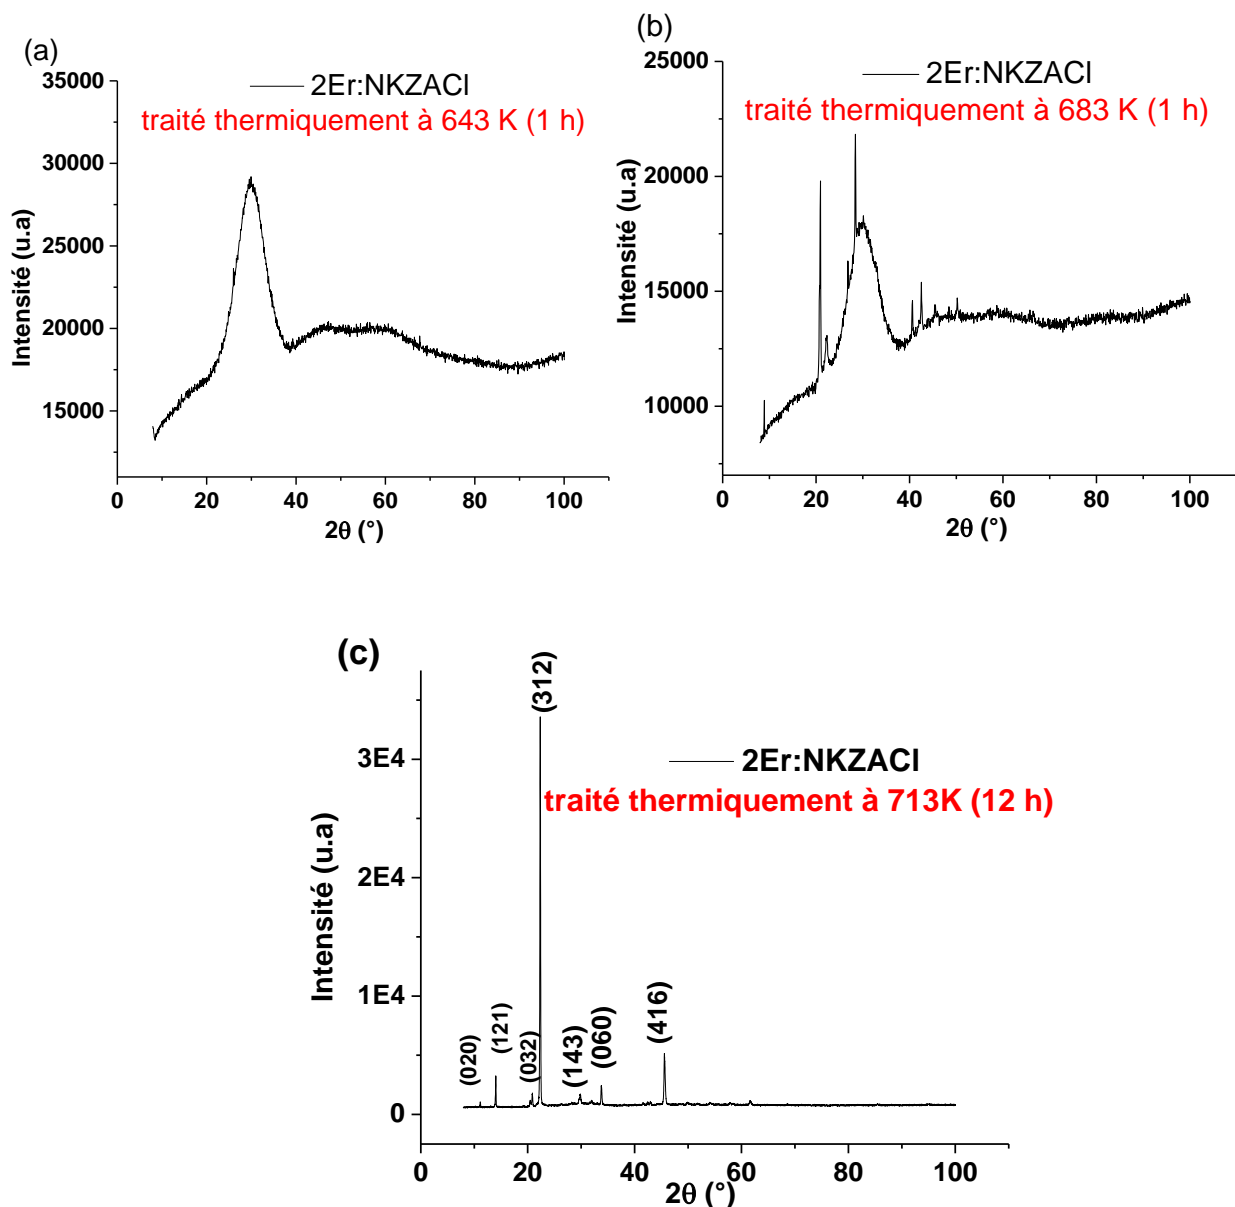 (a)
2Er:NKZACl
traité thermiquement à 643 K (1 h)
Intensité (u.a)
35000
30000
25000
20000
15000
0 20 40 60 80 100
2θ (°)
(b)
2Er:NKZACl
traité thermiquement à 683 K (1 h)
Intensité (u.a)
25000
20000
15000
10000
0 20 40 60 80 100
2θ (°)
(c)
2Er:NKZACl
traité thermiquement à 713K (12 h)
Intensité (u.a)
3E4
2E4
1E4
0
(020)
(121)
(032)
(312)
(143)
(060)
(416)
0 20 40 60 80 100
2θ (°)